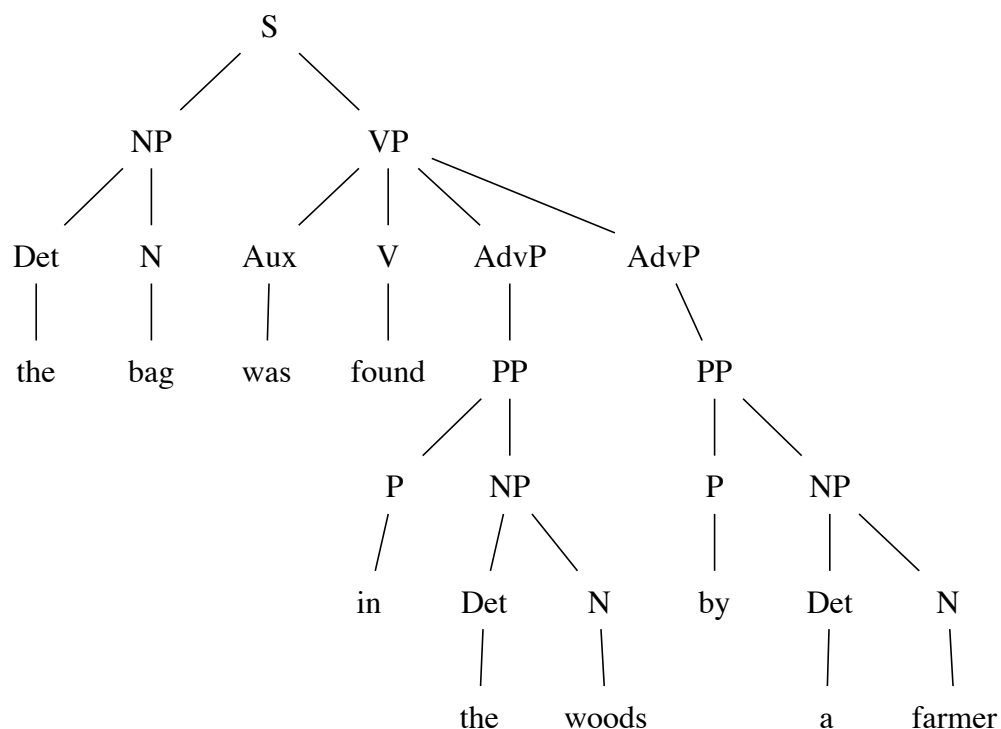 S
NP VP
Det N Aux V AdvP AdvP
the bag was found PP PP
P NP P NP
in Det N by Det N
the woods a farmer